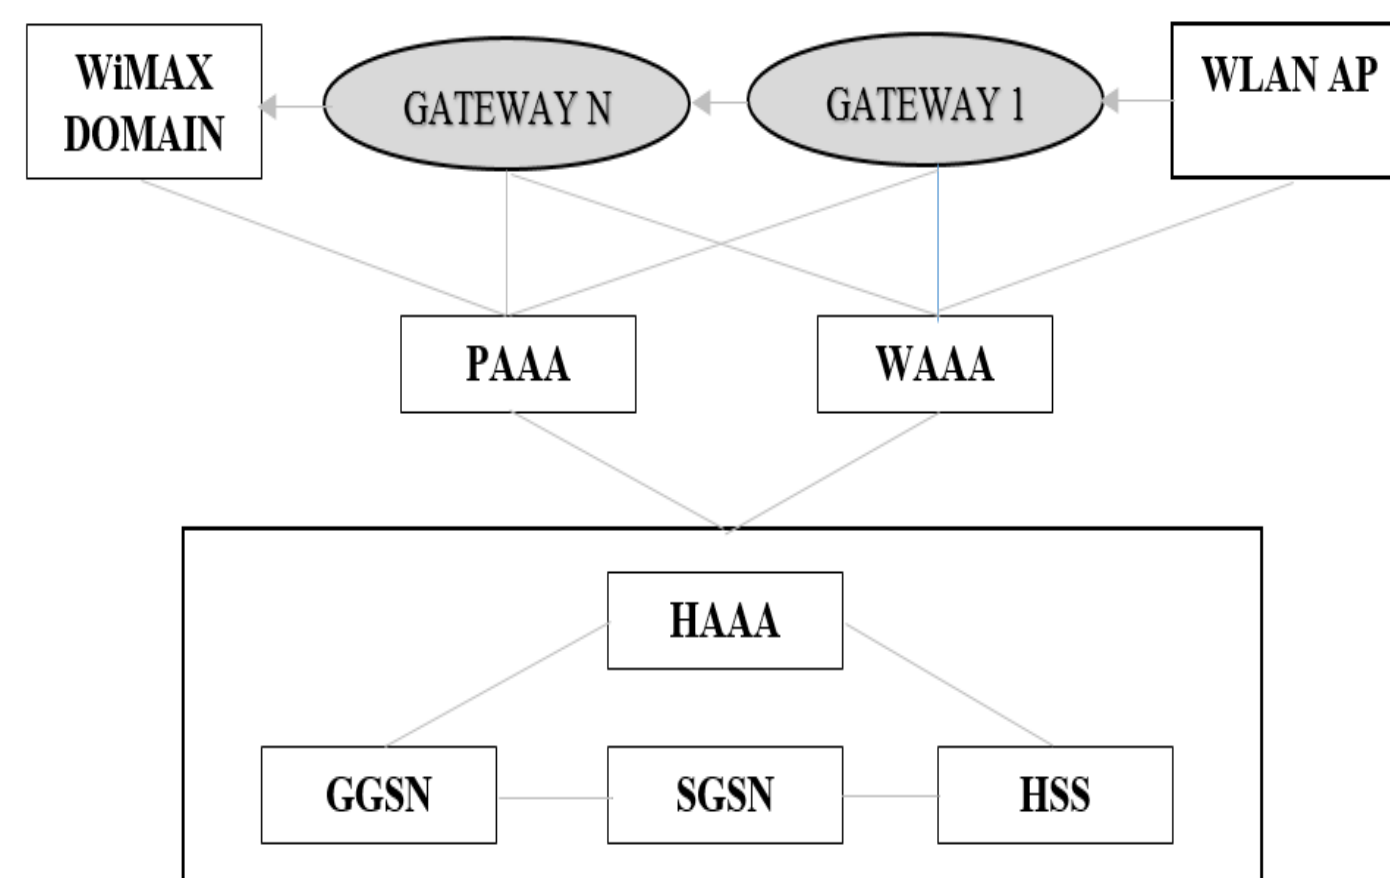 WiMAX
DOMAIN
GATEWAY N
GATEWAY 1
WLAN AP
PAAA
WAAA
HAAA
GGSN
SGSN
HSS